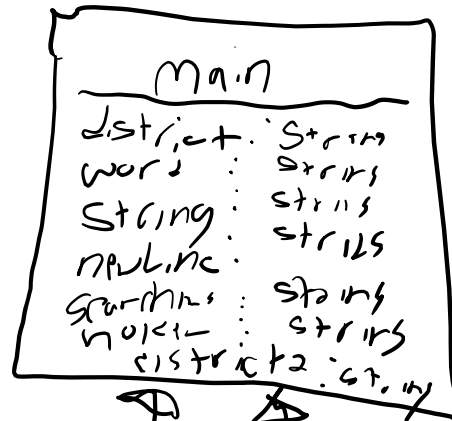 Main
district : String
word : String
String : String
newLine : String
: String
: String
district2 : String